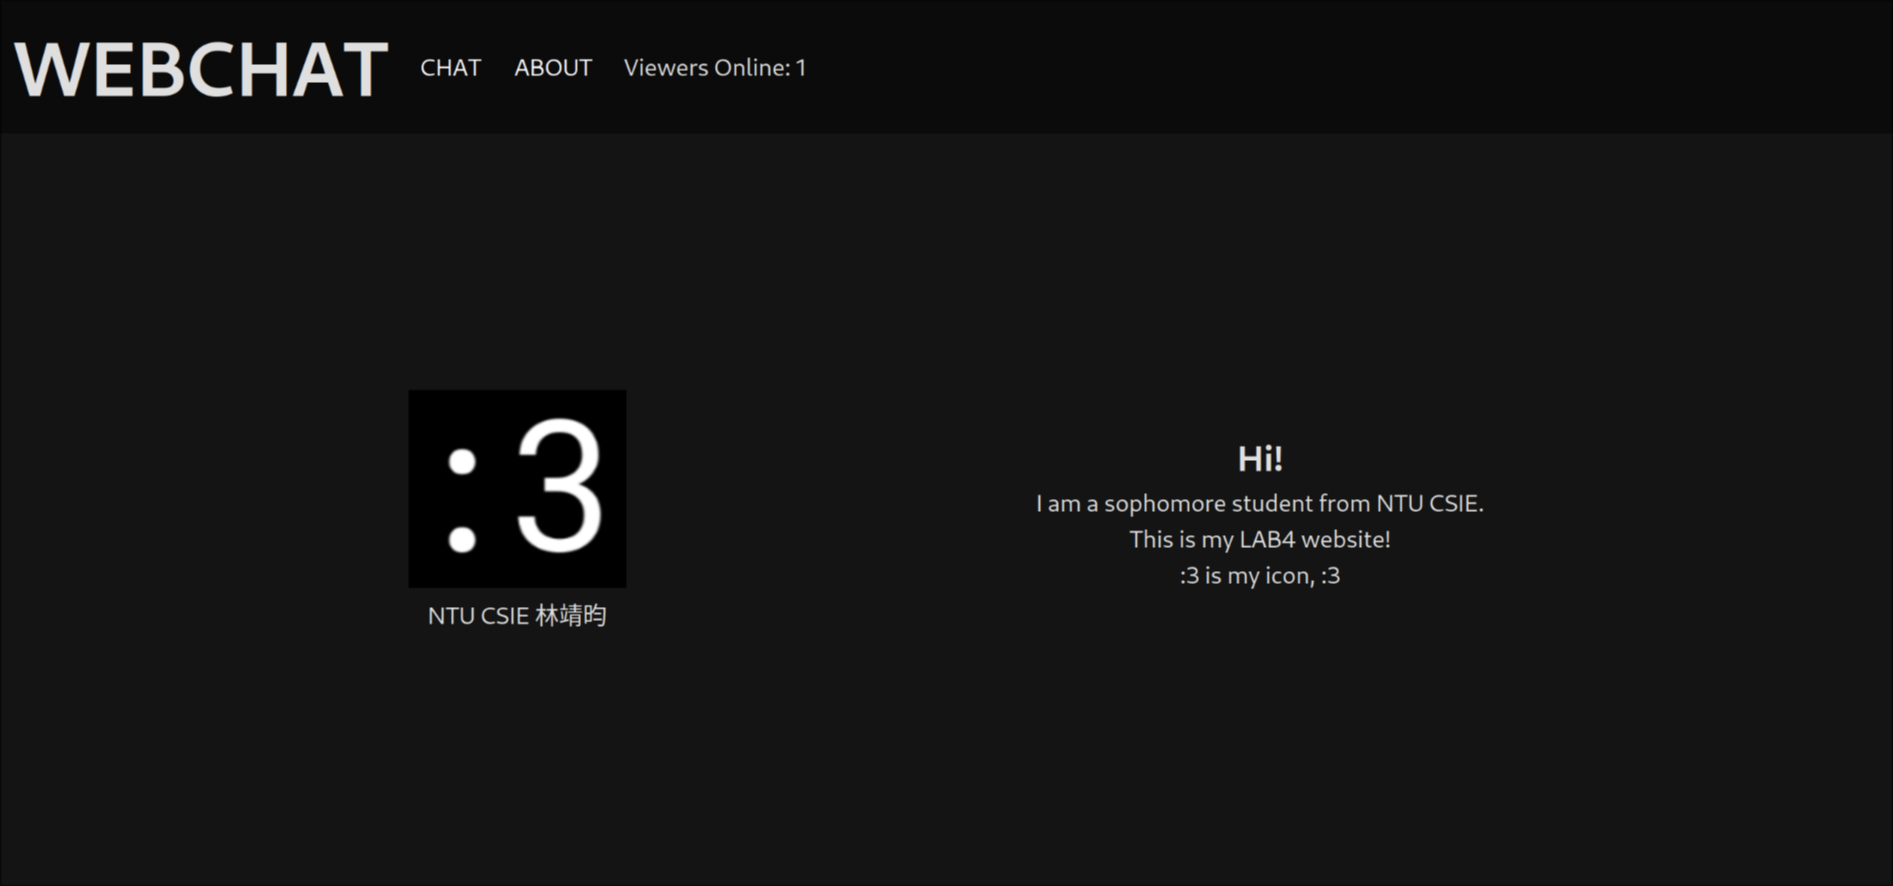 WEBCHAT CHAT ABOUT Viewers Online: 1
:3
NTU CSIE 林靖昀
Hi!
I am a sophomore student from NTU CSIE.
This is my LAB4 website!
:3 is my icon, :3